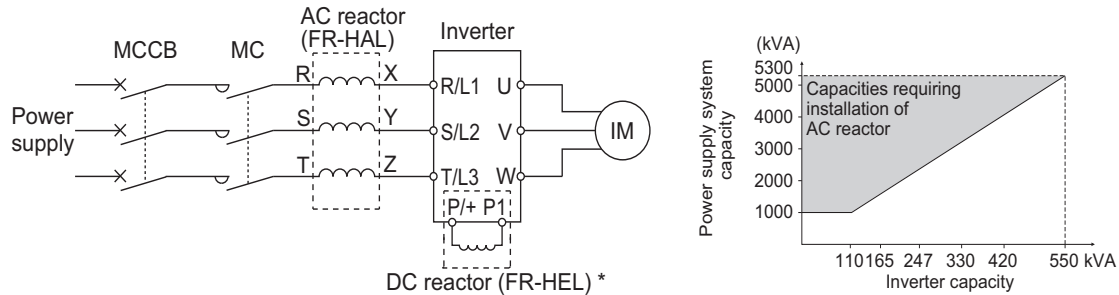 AC reactor
(FR-HAL)
Inverter
MCCB
MC
R
X
R/L1
U
Power
supply
S
Y
S/L2
V
IM
T
Z
T/L3
W
P/+
P1
DC reactor (FR-HEL) *
(kVA)
5300
5000
4000
3000
2000
1000
Power supply system
capacity
Capacities requiring
installation of
AC reactor
110
165
247
330
420
550 kVA
Inverter capacity